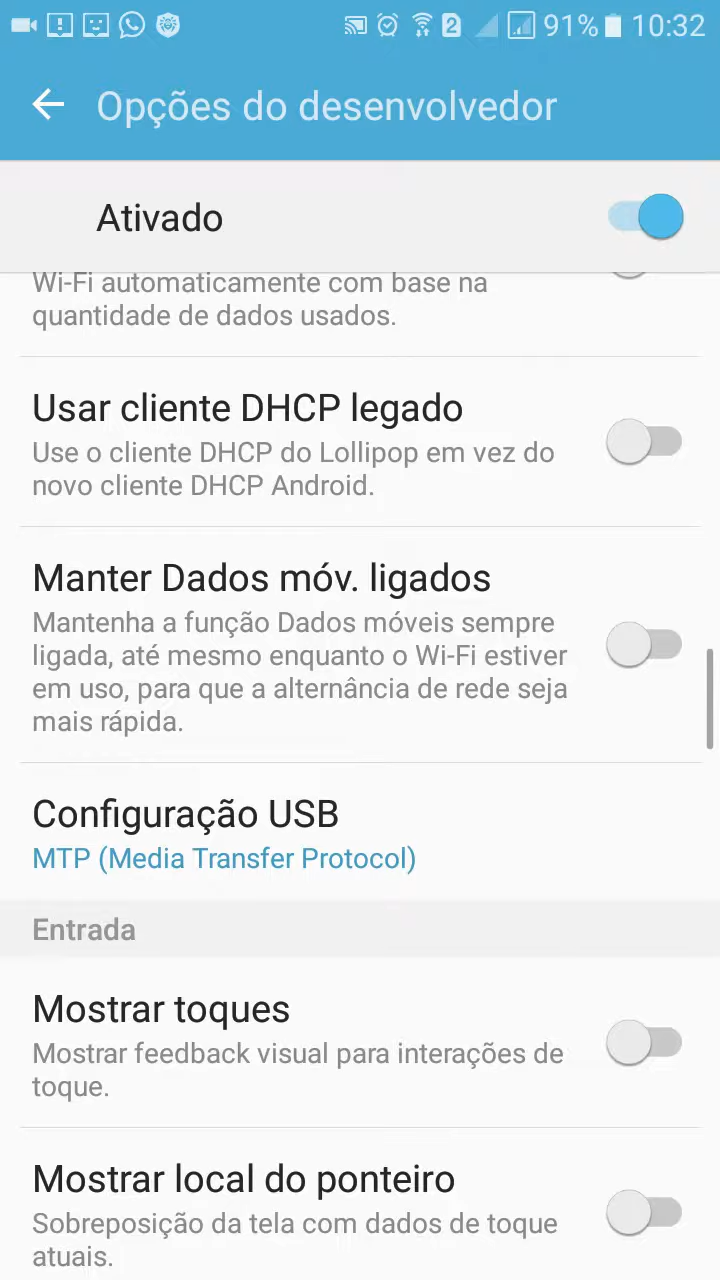 2 91% 10:32
Opções do desenvolvedor
Ativado
Wi-Fi automaticamente com base na
quantidade de dados usados.
Usar cliente DHCP legado
Use o cliente DHCP do Lollipop em vez do
novo cliente DHCP Android.
Manter Dados móv. ligados
Mantenha a função Dados móveis sempre
ligada, até mesmo enquanto o Wi-Fi estiver
em uso, para que a alternância de rede seja
mais rápida.
Configuração USB
MTP (Media Transfer Protocol)
Entrada
Mostrar toques
Mostrar feedback visual para interações de
toque.
Mostrar local do ponteiro
Sobreposição da tela com dados de toque
atuais.